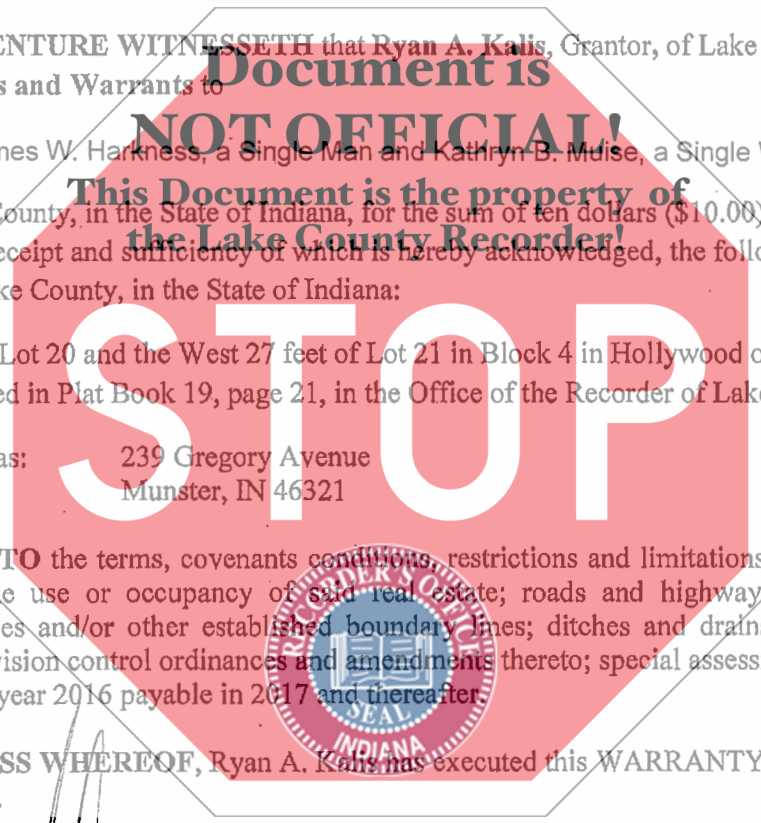 ENTURE WITNESSETH that Ryan A. Kalis, Grantor, of Lake
s and Warrants to
Document is
NOT OFFICIAL!
mes W. Harkness, a Single Man and Kathryn B. Muise, a Single
This Document is the property of
County, in the State of Indiana, for the sum of ten dollars ($10.00)
the Lake County Recorder!
eceipt and sufficiency of which is hereby acknowledged, the foll
ke County, in the State of Indiana:
STOP
Lot 20 and the West 27 feet of Lot 21 in Block 4 in Hollywood
ed in Plat Book 19, page 21, in the Office of the Recorder of Lak
as: 239 Gregory Avenue
Munster, IN 46321
TO the terms, covenants conditions, restrictions and limitations
e use or occupancy of said real estate; roads and highway
es and/or other established boundary lines; ditches and drain
vision control ordinances and amendments thereto; special assess
year 2016 payable in 2017 and thereafter.
RECORDER'S OFFICE
SEAL
INDIANA
SS WHEREOF, Ryan A. Kalis has executed this WARRANTY